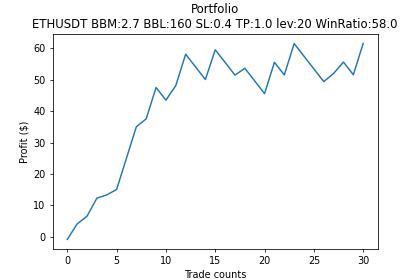 Portfolio
ETHUSDT BBM:2.7 BBL:160 SL:0.4 TP:1.0 lev:20 WinRatio:58.0
60
50
40
30
20
10
0
Profit ($)
0 5 10 15 20 25 30
Trade counts